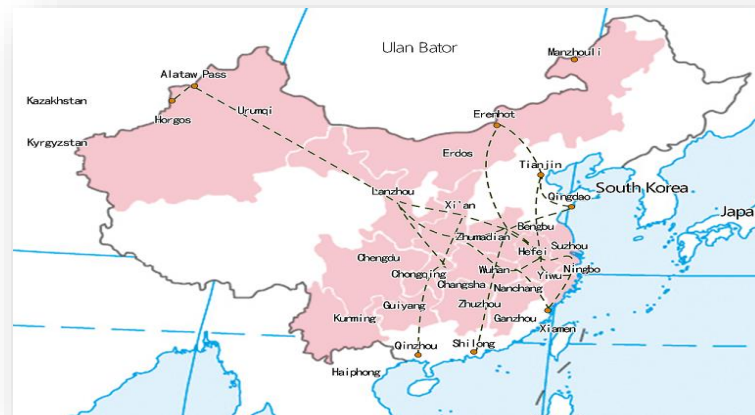 Ulan Bator
Manzhouli
Alataw Pass
Kazakhstan
Urumqi
Horgos
Erenhot
Kyrgyzstan
Erdos
Tianjin
South Korea
Lanzhou
Qingdao
Xi'an
Japa
Bengbu
Zhumadian
Suzhou
Hefei
Chengdu
Chongqing
Wuhan
Yiwu
Ningbo
Changsha
Nanchang
Guiyang
Zhuzhou
Ganzhou
Kunming
Xiamen
Qinzhou
Shilong
Haiphong